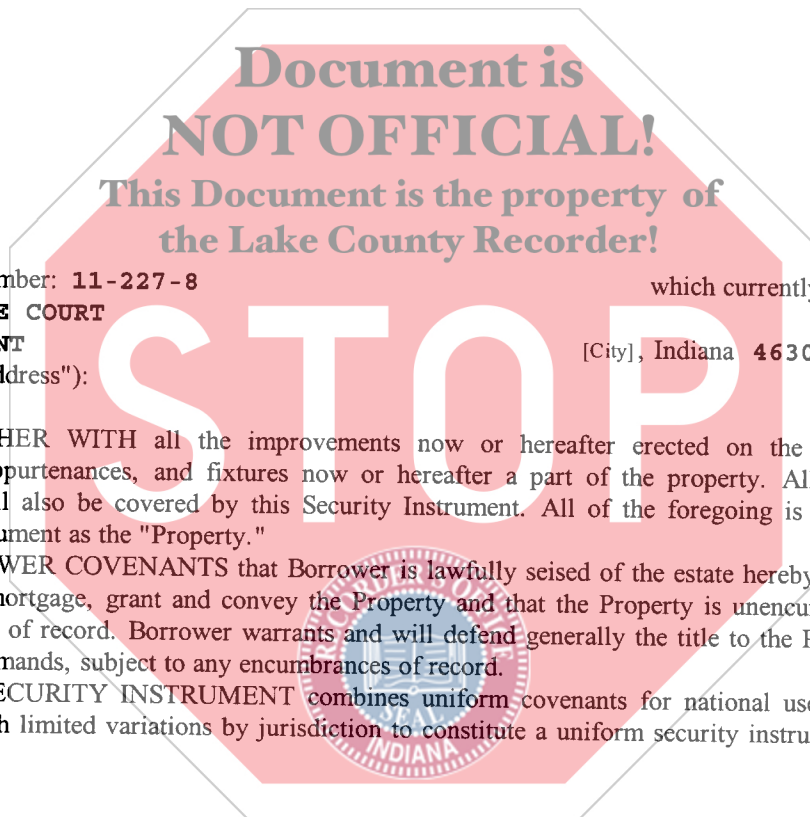 Document is
NOT OFFICIAL!
This Document is the property of
the Lake County Recorder!
mber: 11-227-8 which currently
E COURT
NT [City], Indiana 4630
ddress"):
STOP
HER WITH all the improvements now or hereafter erected on the
ppurtenances, and fixtures now or hereafter a part of the property. Al
l also be covered by this Security Instrument. All of the foregoing is
ument as the "Property."
WER COVENANTS that Borrower is lawfully seised of the estate hereby
nortgage, grant and convey the Property and that the Property is unencu
of record. Borrower warrants and will defend generally the title to the P
mands, subject to any encumbrances of record.
ECURITY INSTRUMENT combines uniform covenants for national use
h limited variations by jurisdiction to constitute a uniform security instru
RECORDER OFFICE
SEAL
INDIANA